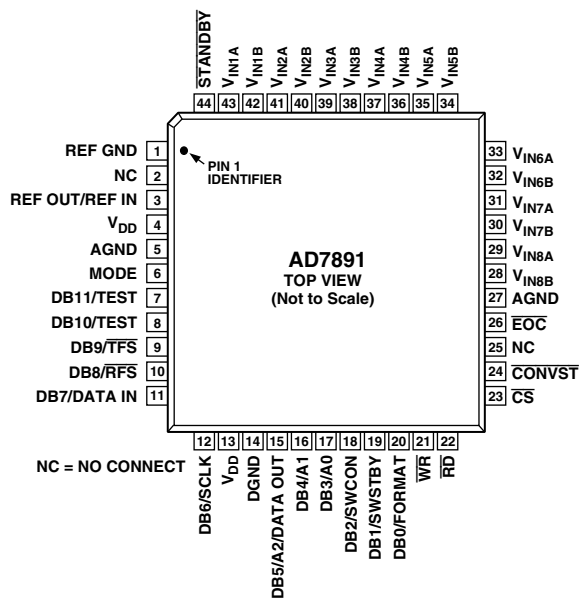 STANDBY
VIN1A
VIN1B
VIN2A
VIN2B
VIN3A
VIN3B
VIN4A
VIN4B
VIN5A
VIN5B
44 43 42 41 40 39 38 37 36 35 34
REF GND 1
NC 2
REF OUT/REF IN 3
VDD 4
AGND 5
MODE 6
DB11/TEST 7
DB10/TEST 8
DB9/TFS 9
DB8/RFS 10
DB7/DATA IN 11
PIN 1
IDENTIFIER
AD7891
TOP VIEW
(Not to Scale)
33 VIN6A
32 VIN6B
31 VIN7A
30 VIN7B
29 VIN8A
28 VIN8B
27 AGND
26 EOC
25 NC
24 CONVST
23 CS
12 13 14 15 16 17 18 19 20 21 22
NC = NO CONNECT
DB6/SCLK
VDD
DGND
DB5/A2/DATA OUT
DB4/A1
DB3/A0
DB2/SWCON
DB1/SWSTBY
DB0/FORMAT
WR
RD